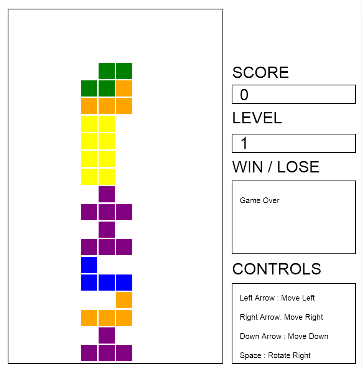 SCORE
0
LEVEL
1
WIN / LOSE
Game Over
CONTROLS
Left Arrow : Move Left
Right Arrow: Move Right
Down Arrow : Move Down
Space : Rotate Right